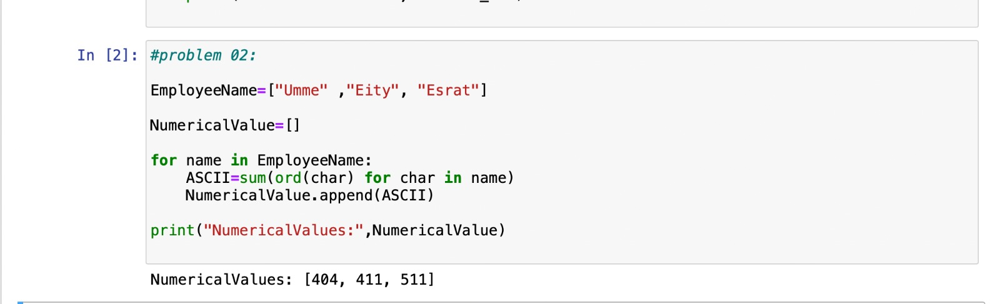 In [2]:
#problem 02:
EmployeeName=["Umme" ,"Eity", "Esrat"]
NumericalValue=[]
for name in EmployeeName:
    ASCII=sum(ord(char) for char in name)
    NumericalValue.append(ASCII)
print("NumericalValues:",NumericalValue)
NumericalValues: [404, 411, 511]